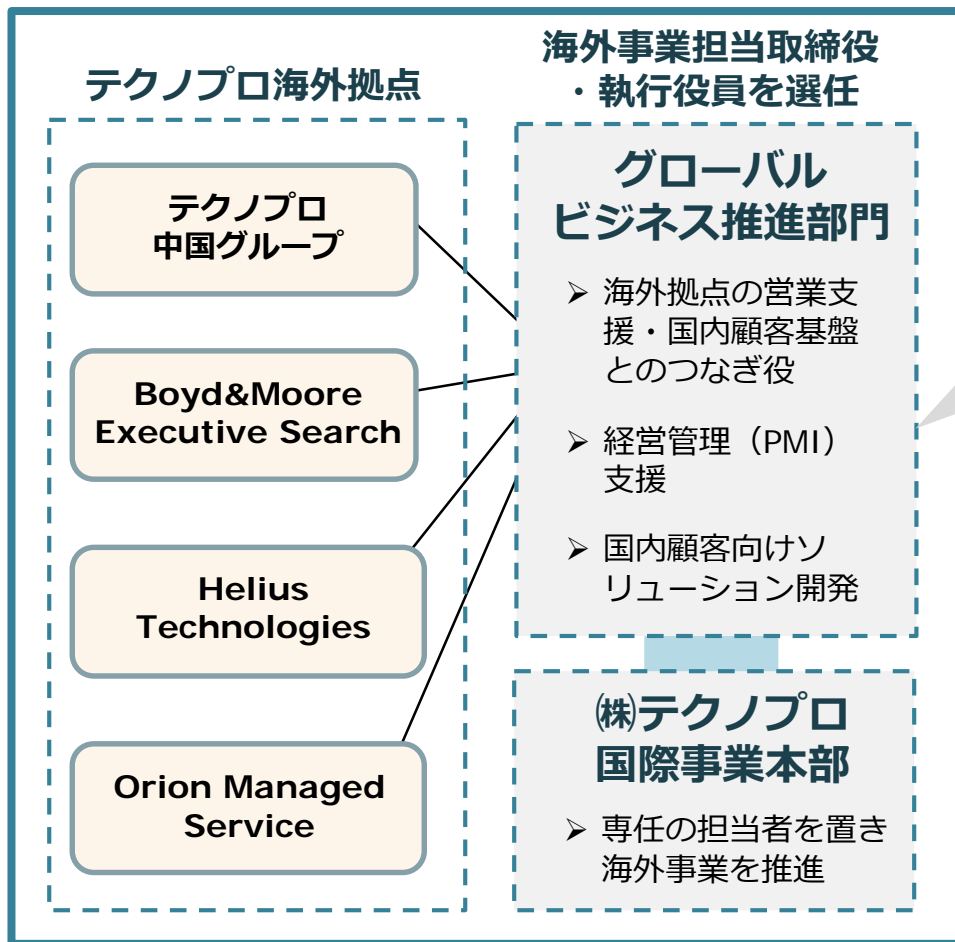 テクノプロ海外拠点
テクノプロ
中国グループ
Boyd&Moore
Executive Search
Helius
Technologies
Orion Managed
Service
海外事業担当取締役
・執行役員を選任
グローバル
ビジネス推進部門
➢ 海外拠点の営業支
援・国内顧客基盤
とのつなぎ役
➢ 経営管理（PMI）
支援
➢ 国内顧客向けソ
リューション開発
㈱テクノプロ
国際事業本部
➢ 専任の担当者を置き
海外事業を推進